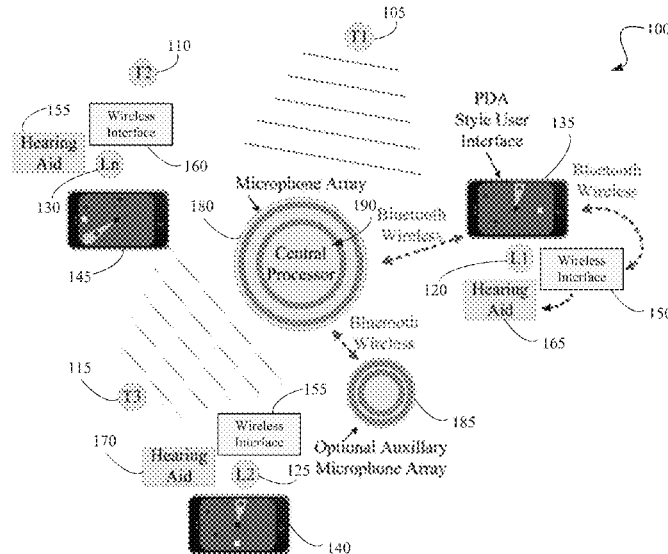 105
T1
100
110
T2
PDA
Style User
Interface
135
155
Wireless
Interface
Hearing
Aid
160
Ln
130
Bluetooth
Wireless
Microphone Array
180
190
Bluetooth
Wireless
Central
Processor
145
L1
120
Wireless
Interface
150
Hearing
Aid
165
Bluetooth
Wireless
115
T3
155
185
Wireless
Interface
Optional Auxillary
Microphone Array
170
Hearing
Aid
L2
125
140